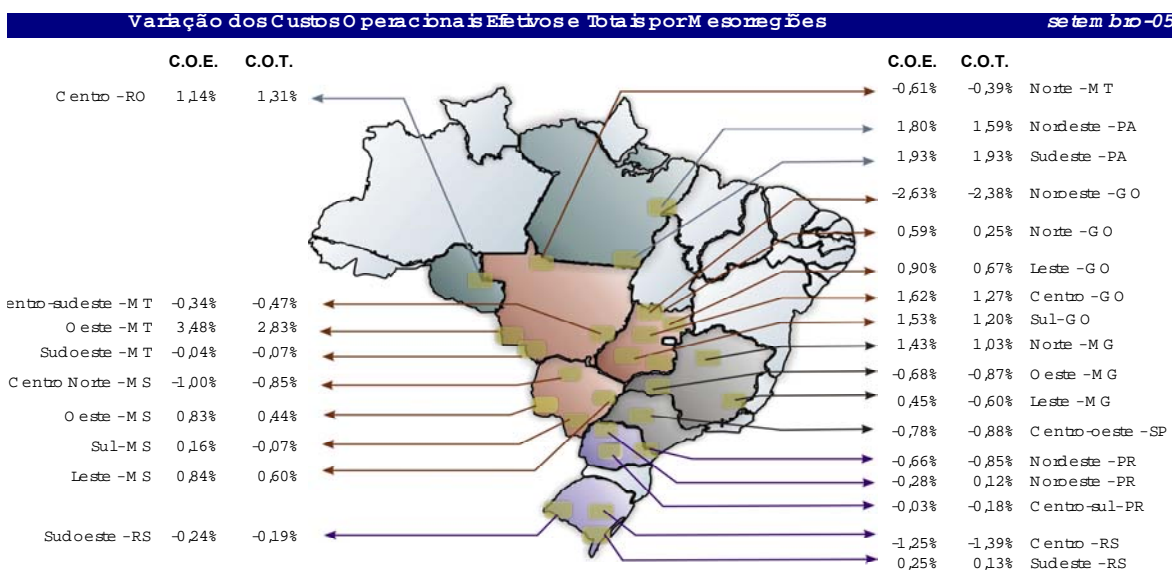 Variação dos Custos Operacionais Efetivos e Totais por Mesorregiões setembro-05
C.O.E. C.O.T.
Centro -RO 1,14% 1,31%
entro-sudeste -MT -0,34% -0,47%
Oeste -MT 3,48% 2,83%
Sudoeste -MT -0,04% -0,07%
Centro Norte -MS -1,00% -0,85%
Oeste -MS 0,83% 0,44%
Sul-MS 0,16% -0,07%
Leste -MS 0,84% 0,60%
Sudoeste -RS -0,24% -0,19%
C.O.E. C.O.T.
-0,61% -0,39% Norte -MT
1,80% 1,59% Nordeste -PA
1,93% 1,93% Sudeste -PA
-2,63% -2,38% Noroeste -GO
0,59% 0,25% Norte -GO
0,90% 0,67% Leste -GO
1,62% 1,27% Centro -GO
1,53% 1,20% Sul-GO
1,43% 1,03% Norte -MG
-0,68% -0,87% Oeste -MG
0,45% -0,60% Leste -MG
-0,78% -0,88% Centro-oeste -SP
-0,66% -0,85% Nordeste -PR
-0,28% 0,12% Noroeste -PR
-0,03% -0,18% Centro-sul-PR
-1,25% -1,39% Centro -RS
0,25% 0,13% Sudeste -RS